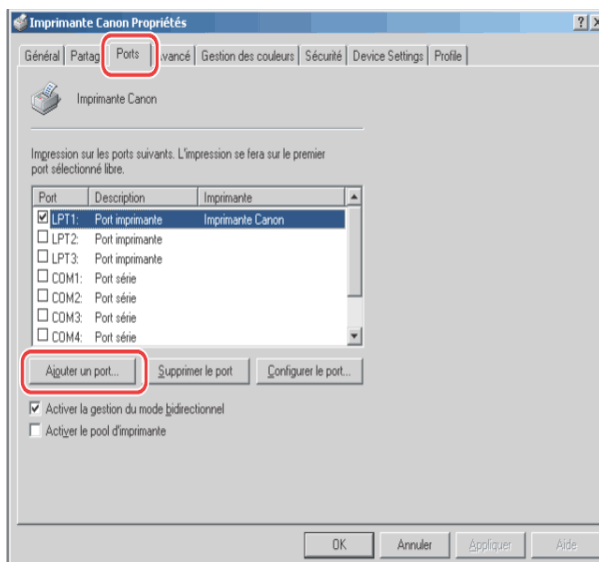 Imprimante Canon Propriétés
Général Partag Ports vancé Gestion des couleurs Sécurité Device Settings Profile
Imprimante Canon
Impression sur les ports suivants. L'impression se fera sur le premier
port sélectionné libre.
Port Description Imprimante
LPT1: Port imprimante Imprimante Canon
LPT2: Port imprimante
LPT3: Port imprimante
COM1: Port série
COM2: Port série
COM3: Port série
COM4: Port série
Ajouter un port... Supprimer le port Configurer le port...
Activer la gestion du mode bidirectionnel
Activer le pool d'imprimante
OK Annuler Appliquer Aide